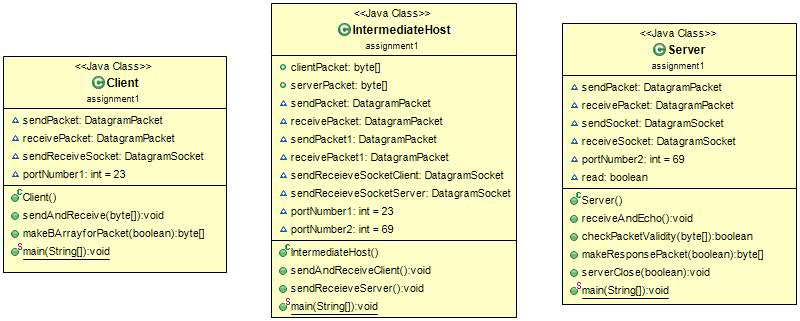 <<Java Class>>
Client
assignment1
sendPacket: DatagramPacket
receivePacket: DatagramPacket
sendReceiveSocket: DatagramSocket
portNumber1: int = 23
Client()
sendAndReceive(byte[]):void
makeBArrayforPacket(boolean):byte[]
main(String[]):void
<<Java Class>>
IntermediateHost
assignment1
clientPacket: byte[]
serverPacket: byte[]
sendPacket: DatagramPacket
receivePacket: DatagramPacket
sendPacket1: DatagramPacket
receivePacket1: DatagramPacket
sendReceieveSocketClient: DatagramSocket
sendReceieveSocketServer: DatagramSocket
portNumber1: int = 23
portNumber2: int = 69
IntermediateHost()
sendAndReceiveClient():void
sendReceieveServer():void
main(String[]):void
<<Java Class>>
Server
assignment1
sendPacket: DatagramPacket
receivePacket: DatagramPacket
sendSocket: DatagramSocket
receiveSocket: DatagramSocket
portNumber2: int = 69
read: boolean
Server()
receiveAndEcho():void
checkPacketValidity(byte[]):boolean
makeResponsePacket(boolean):byte[]
serverClose(boolean):void
main(String[]):void